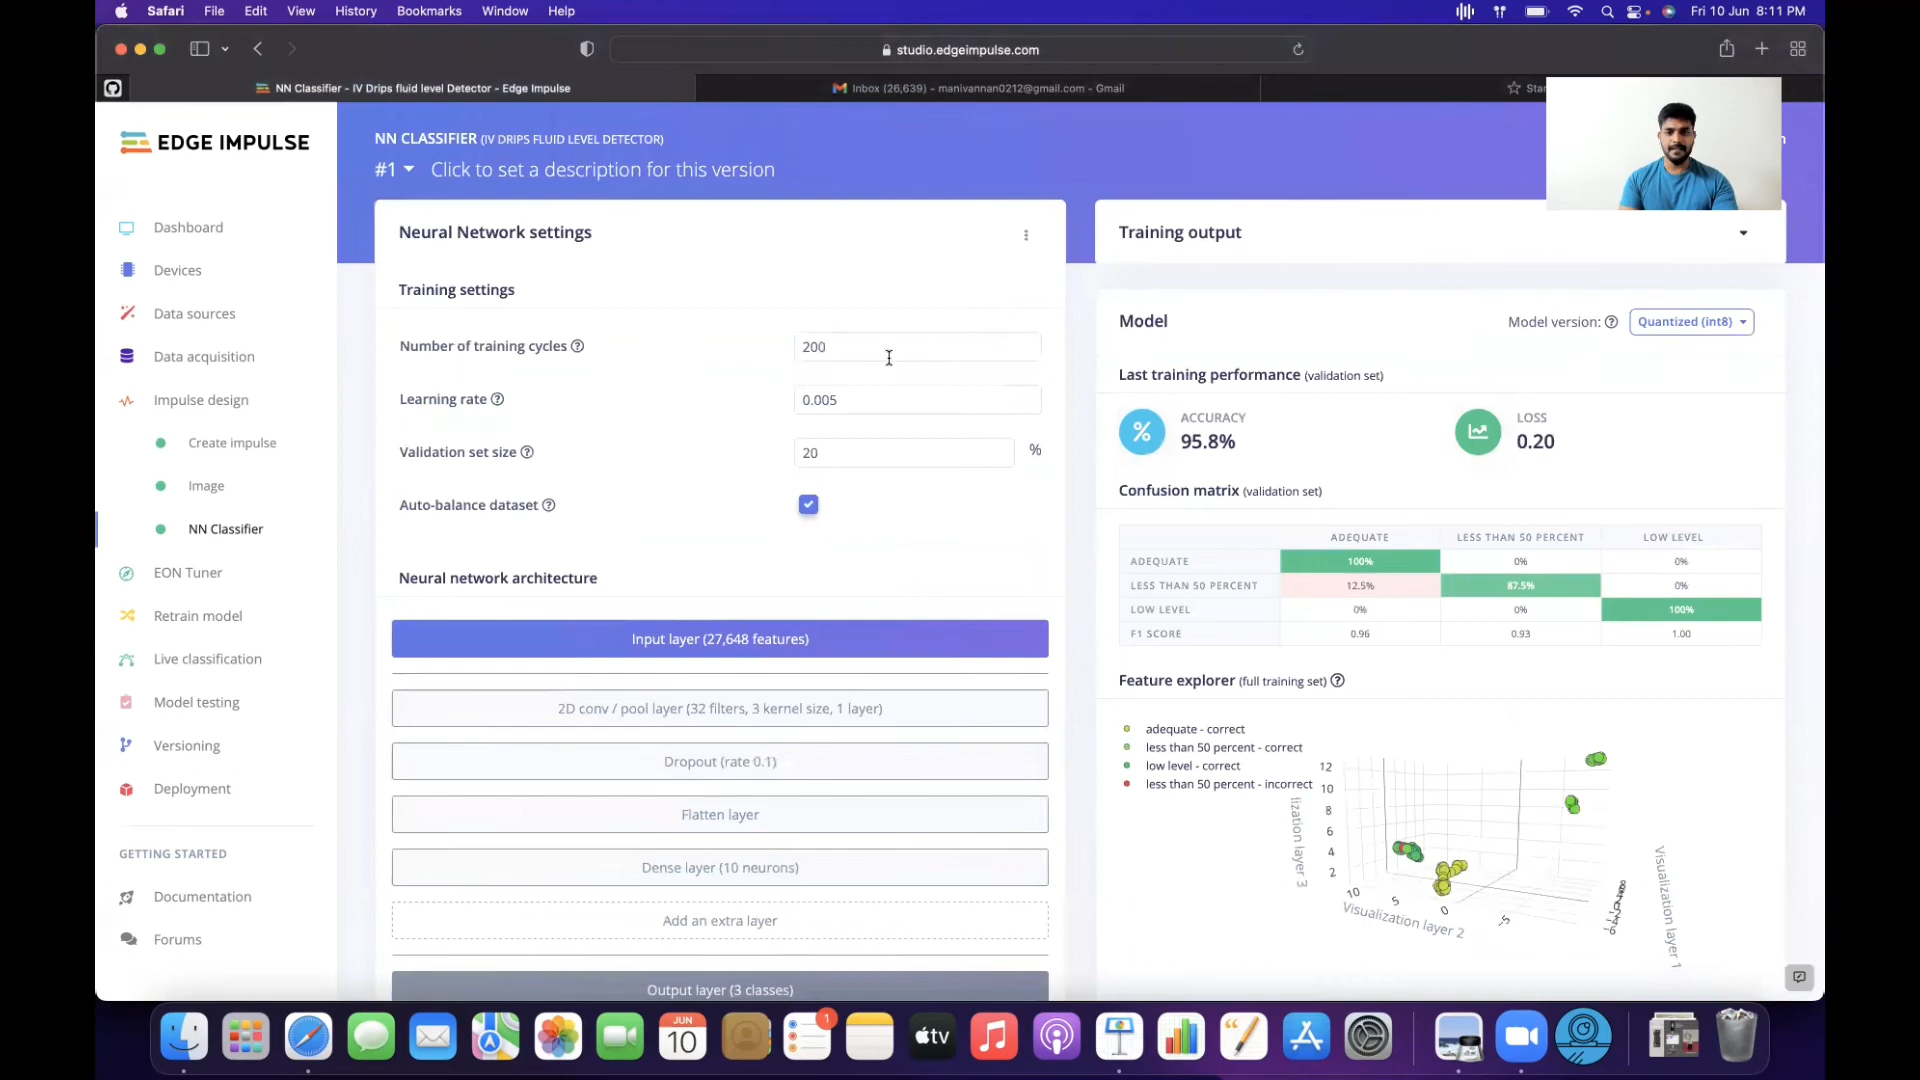 Safari File Edit View History Bookmarks Window Help Fri 10 Jun 8:11 PM
studio.edgeimpulse.com
NN Classifier - IV Drips fluid level Detector - Edge Impulse Inbox (26,639) - manivannan0212@gmail.com - Gmail
EDGE IMPULSE
Dashboard
Devices
Data sources
Data acquisition
Impulse design
Create impulse
Image
NN Classifier
EON Tuner
Retrain model
Live classification
Model testing
Versioning
Deployment
GETTING STARTED
Documentation
Forums
NN CLASSIFIER (IV DRIPS FLUID LEVEL DETECTOR)
#1 Click to set a description for this version
Neural Network settings
Training settings
Number of training cycles ? 200
Learning rate ? 0.005
Validation set size ? 20 %
Auto-balance dataset ?
Neural network architecture
Input layer (27,648 features)
2D conv / pool layer (32 filters, 3 kernel size, 1 layer)
Dropout (rate 0.1)
Flatten layer
Dense layer (10 neurons)
Add an extra layer
Output layer (3 classes)
Training output
Model Model version: ? Quantized (int8)
Last training performance (validation set)
% ACCURACY LOSS
95.8% 0.20
Confusion matrix (validation set)
ADEQUATE LESS THAN 50 PERCENT LOW LEVEL
ADEQUATE 100% 0% 0%
LESS THAN 50 PERCENT 12.5% 87.5% 0%
LOW LEVEL 0% 0% 100%
F1 SCORE 0.96 0.93 1.00
Feature explorer (full training set) ?
adequate - correct
less than 50 percent - correct
low level - correct
less than 50 percent - incorrect
12
10
8
6
4
2
10
5
0
-5
Visualization layer 2
Visualization layer 1
lization layer 3
JUN
10
1
tv